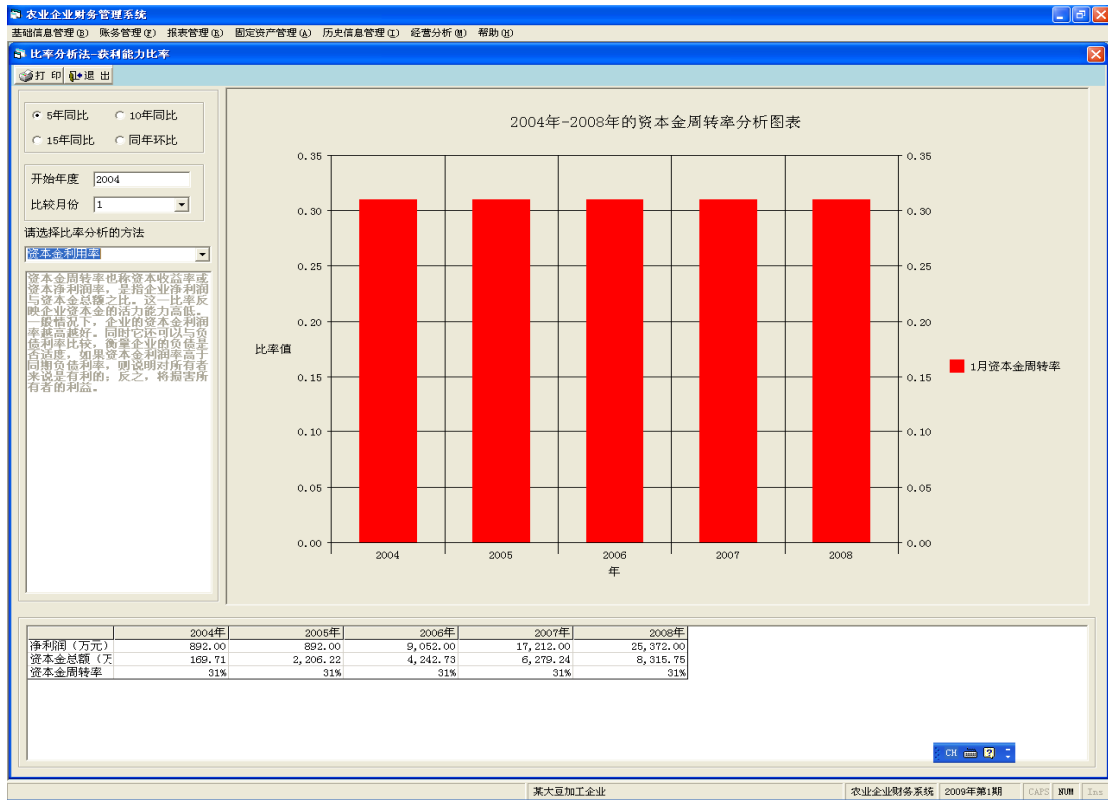 农业企业财务管理系统
基础信息管理(B) 账务管理(F) 报表管理(R) 固定资产管理(A) 历史信息管理(I) 经营分析(M) 帮助(H)
比率分析法-获利能力比率
打 印 退 出
5年同比 10年同比
15年同比 同年环比
开始年度 2004
比较月份 1
请选择比率分析的方法
资本金利用率
资本金周转率也称资本收益率或
资本净利润率，是指企业净利润
与资本金总额之比。这一比率反
映企业资本金的活力能力高低。
一般情况下，企业的资本金利润
率越高越好。同时它还可以与负
债利率比较，衡量企业的负债是
否适度，如果资本金利润率高于
同期负债利率，则说明对所有者
来说是有利的；反之，将损害所
有者的利益。
2004年-2008年的资本金周转率分析图表
0.35 0.35
0.30 0.30
0.25 0.25
0.20 0.20
比率值
1月资本金周转率
0.15 0.15
0.10 0.10
0.05 0.05
0.00 0.00
2004 2005 2006 2007 2008
年
2004年 2005年 2006年 2007年 2008年
净利润（万元） 892.00 892.00 9,052.00 17,212.00 25,372.00
资本金总额（万 169.71 2,206.22 4,242.73 6,279.24 8,315.75
资本金周转率 31% 31% 31% 31% 31%
CH
某大豆加工企业 农业企业财务系统 2009年第1期 CAPS NUM Ins